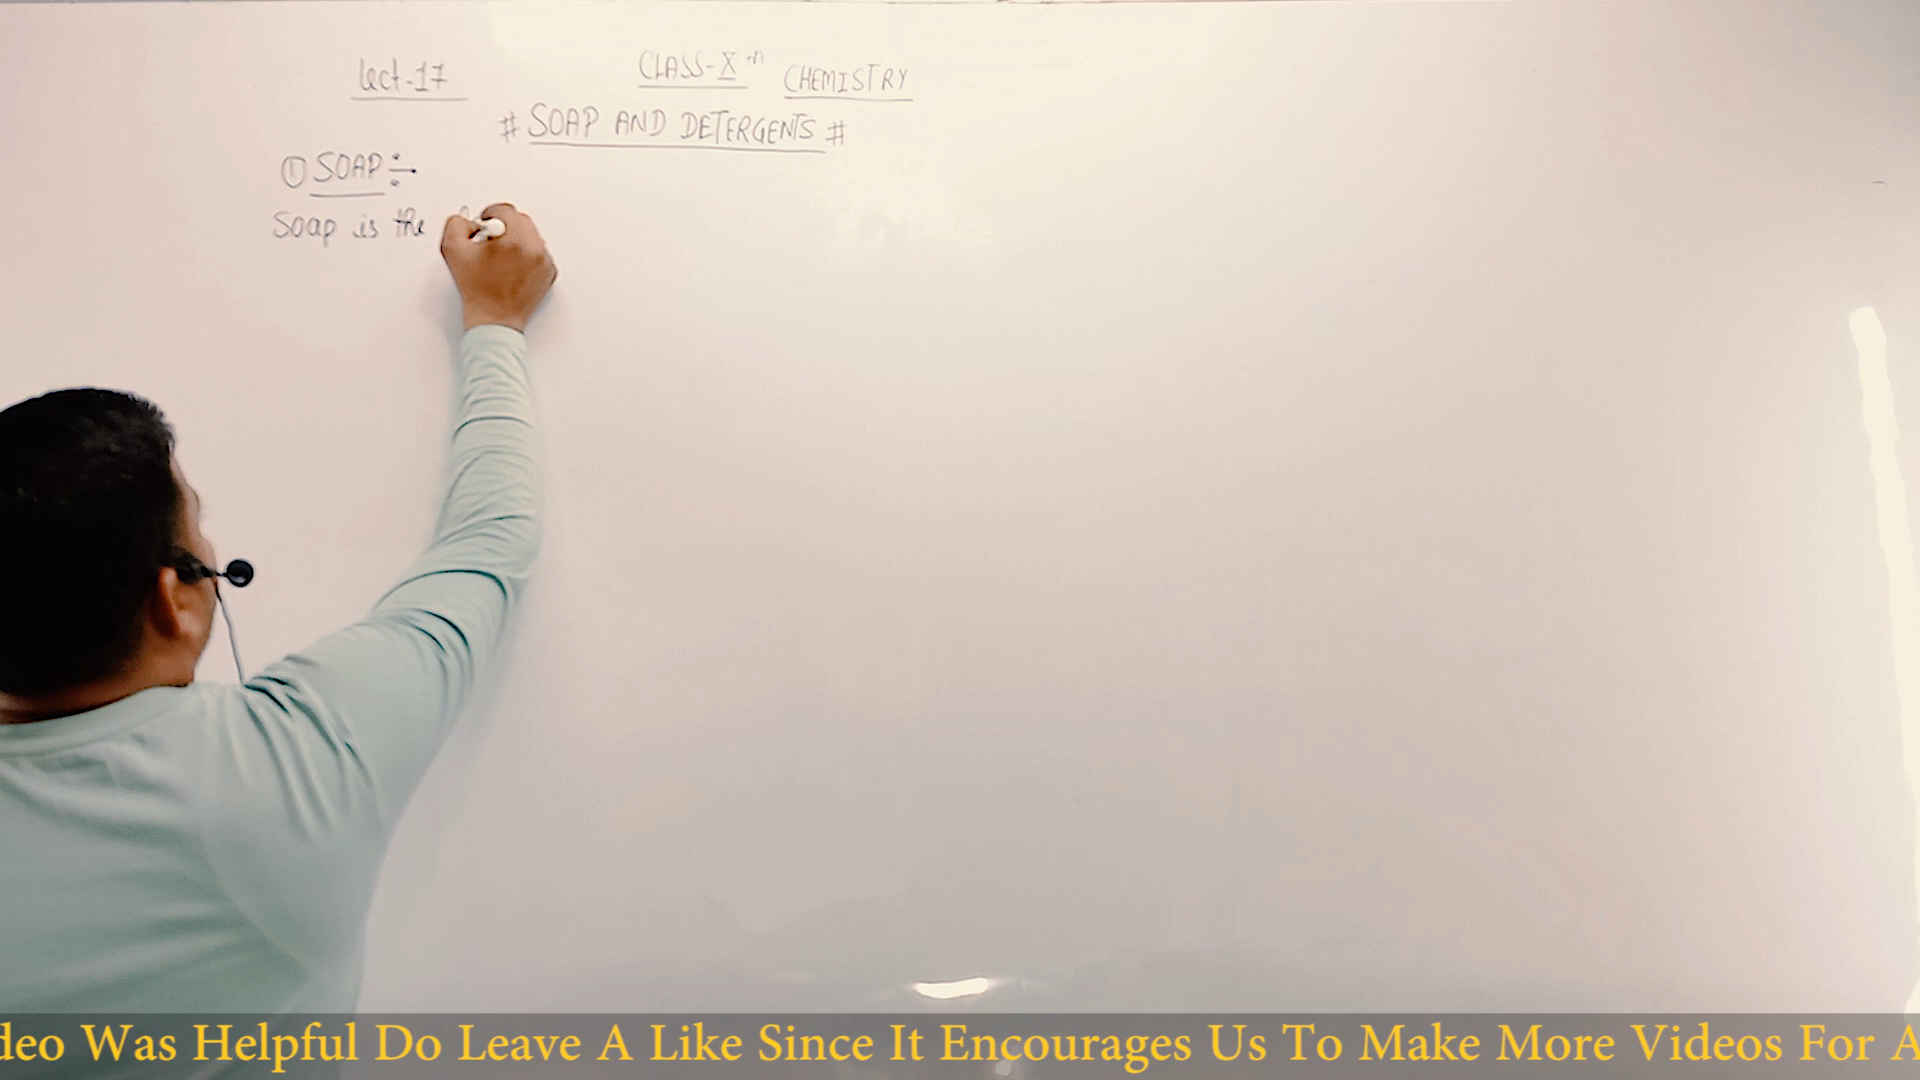 Lect-17
CLASS-Xth CHEMISTRY
# SOAP AND DETERGENTS #
① SOAP ÷
Soap is the
deo Was Helpful Do Leave A Like Since It Encourages Us To Make More Videos For A